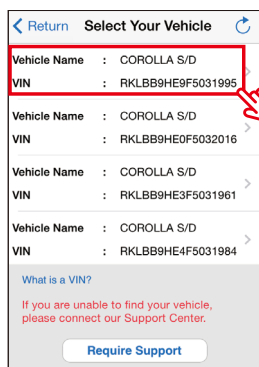 Return Select Your Vehicle
Vehicle Name : COROLLA S/D
VIN : RKLBB9HE9F5031995
Vehicle Name : COROLLA S/D
VIN : RKLBB9HE0F5032016
Vehicle Name : COROLLA S/D
VIN : RKLBB9HE3F5031961
Vehicle Name : COROLLA S/D
VIN : RKLBB9HE4F5031984
What is a VIN?
If you are unable to find your vehicle,
please connect our Support Center.
Require Support